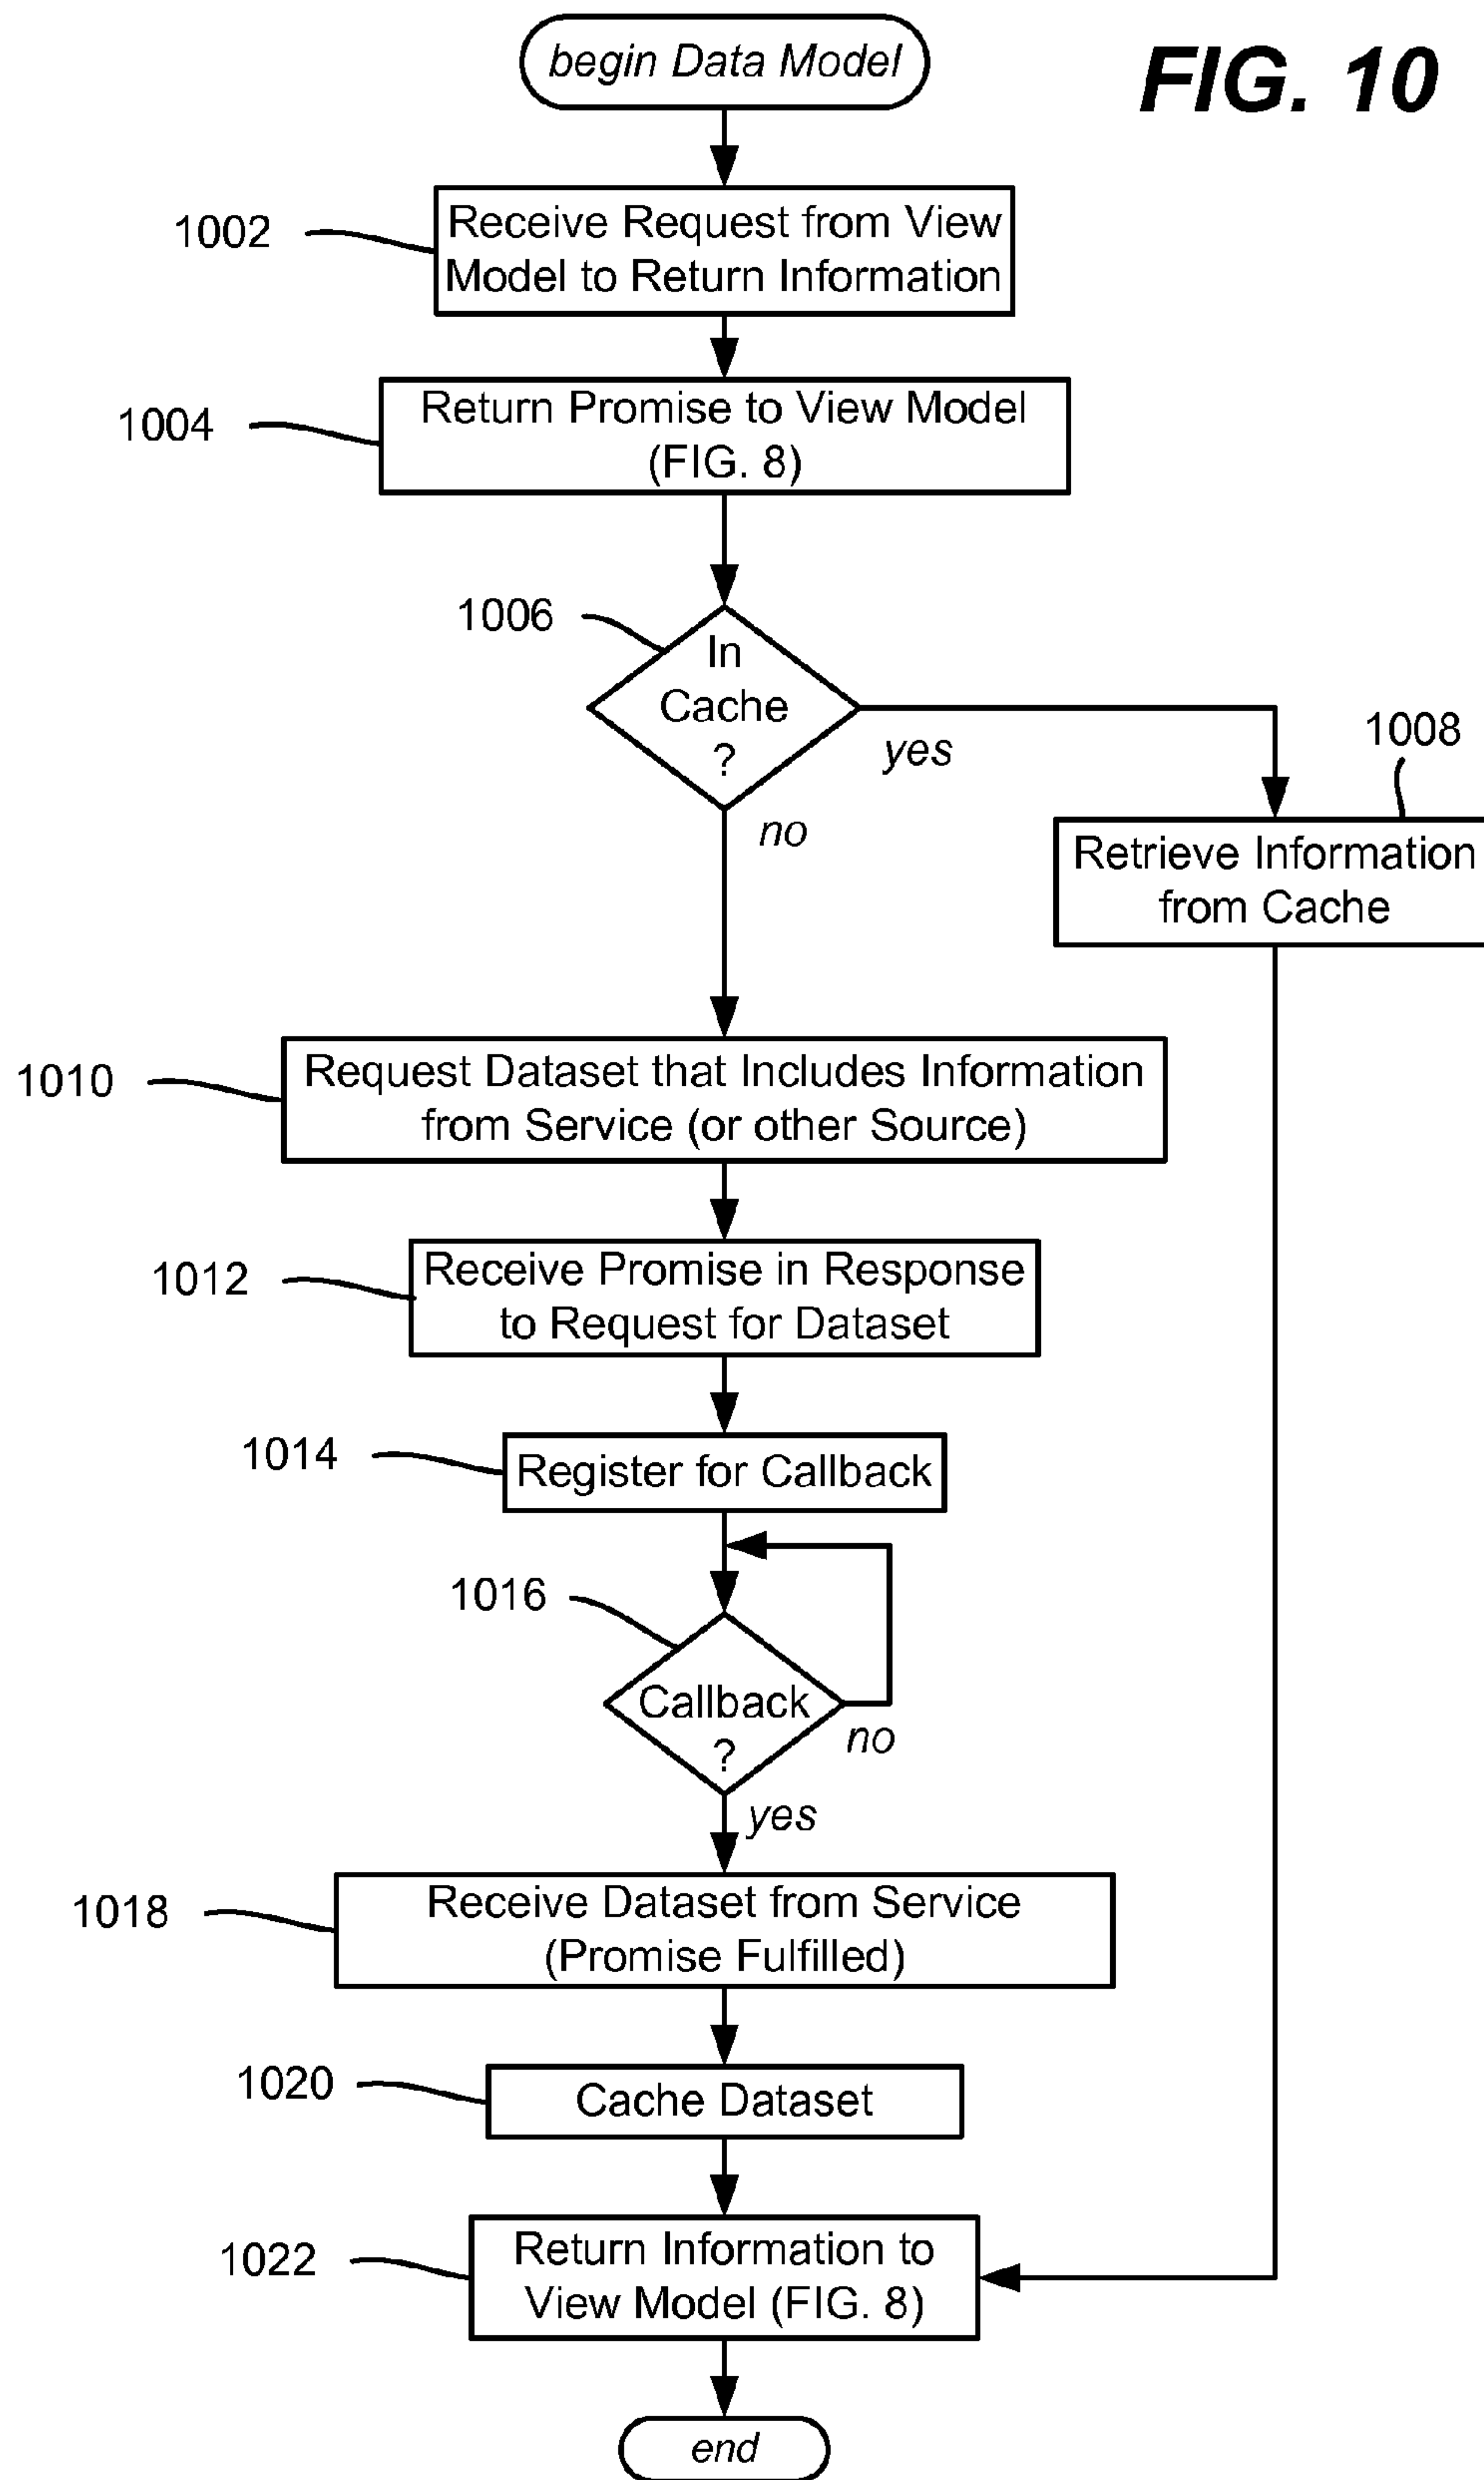 begin Data Model
FIG. 10
1002
Receive Request from View
Model to Return Information
1004
Return Promise to View Model
(FIG. 8)
1006
In
Cache
?
yes
no
1008
Retrieve Information
from Cache
1010
Request Dataset that Includes Information
from Service (or other Source)
1012
Receive Promise in Response
to Request for Dataset
1014
Register for Callback
1016
Callback
?
no
yes
1018
Receive Dataset from Service
(Promise Fulfilled)
1020
Cache Dataset
1022
Return Information to
View Model (FIG. 8)
end